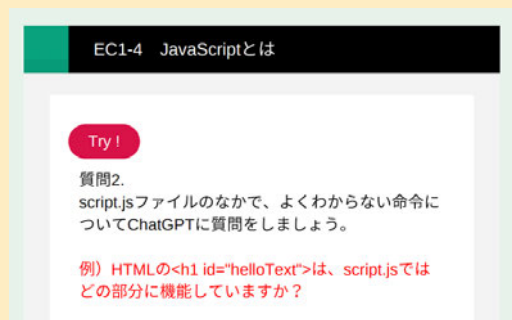 EC1-4 JavaScriptとは
Try !
質問2.
script.jsファイルのなかで、よくわからない命令に
ついてChatGPTに質問をしましょう。
例）HTMLの<h1 id="helloText">は、script.jsでは
どの部分に機能していますか？